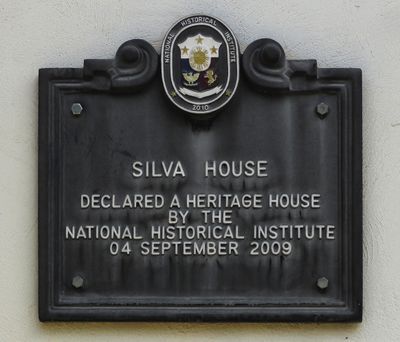 NATIONAL HISTORICAL INSTITUTE
2010
SILVA HOUSE
DECLARED A HERITAGE HOUSE
BY THE
NATIONAL HISTORICAL INSTITUTE
04 SEPTEMBER 2009